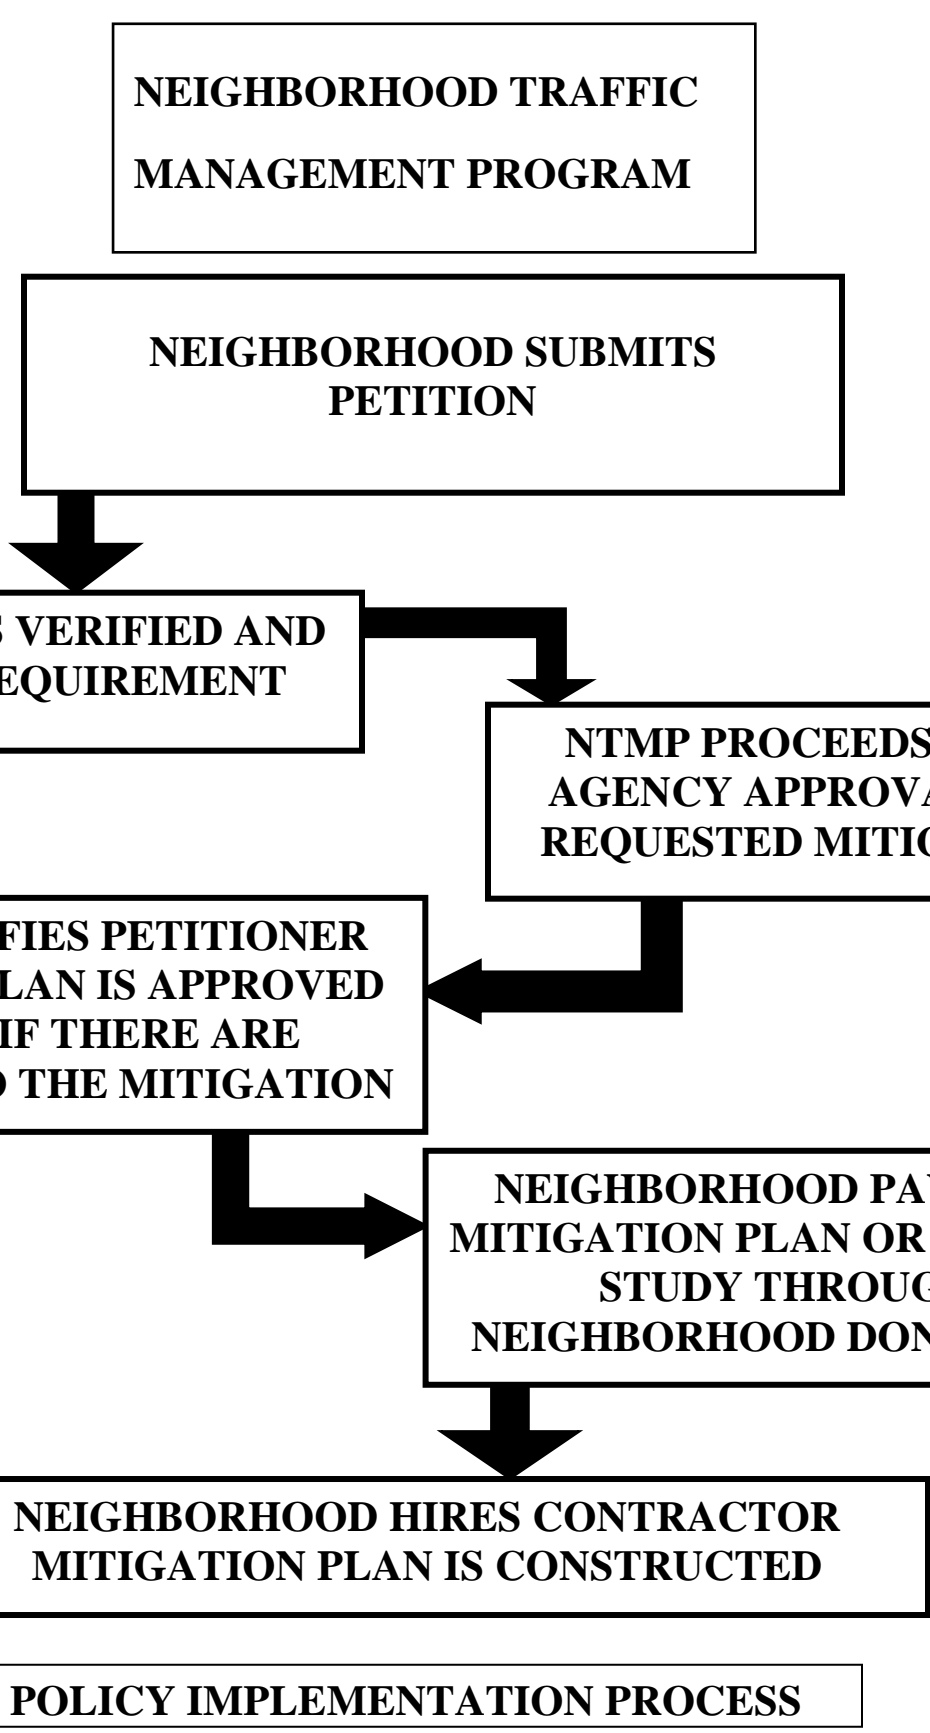 NEIGHBORHOOD TRAFFIC
MANAGEMENT PROGRAM
NEIGHBORHOOD SUBMITS
PETITION
VERIFIED AND
EQUIREMENT
NTMP PROCEEDS
AGENCY APPROVA
REQUESTED MITIG
FIES PETITIONER
LAN IS APPROVED
IF THERE ARE
THE MITIGATION
NEIGHBORHOOD PAY
MITIGATION PLAN OR
STUDY THROUG
NEIGHBORHOOD DON
NEIGHBORHOOD HIRES CONTRACTOR
MITIGATION PLAN IS CONSTRUCTED
POLICY IMPLEMENTATION PROCESS